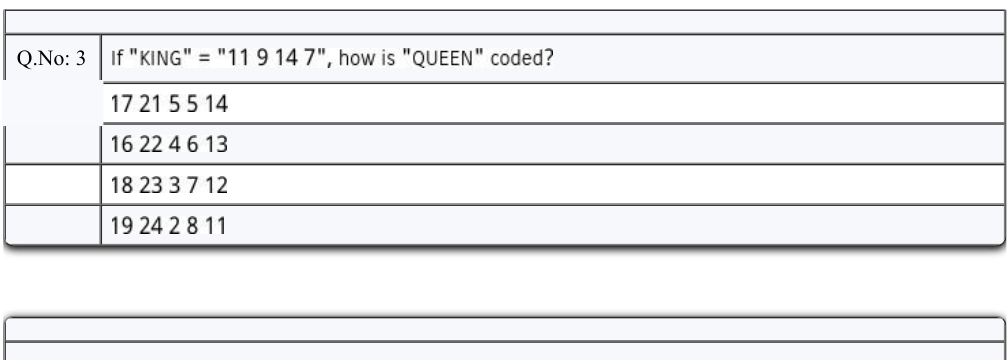 Q.No: 3 If "KING" = "11 9 14 7", how is "QUEEN" coded?
17 21 5 5 14
16 22 4 6 13
18 23 3 7 12
19 24 2 8 11